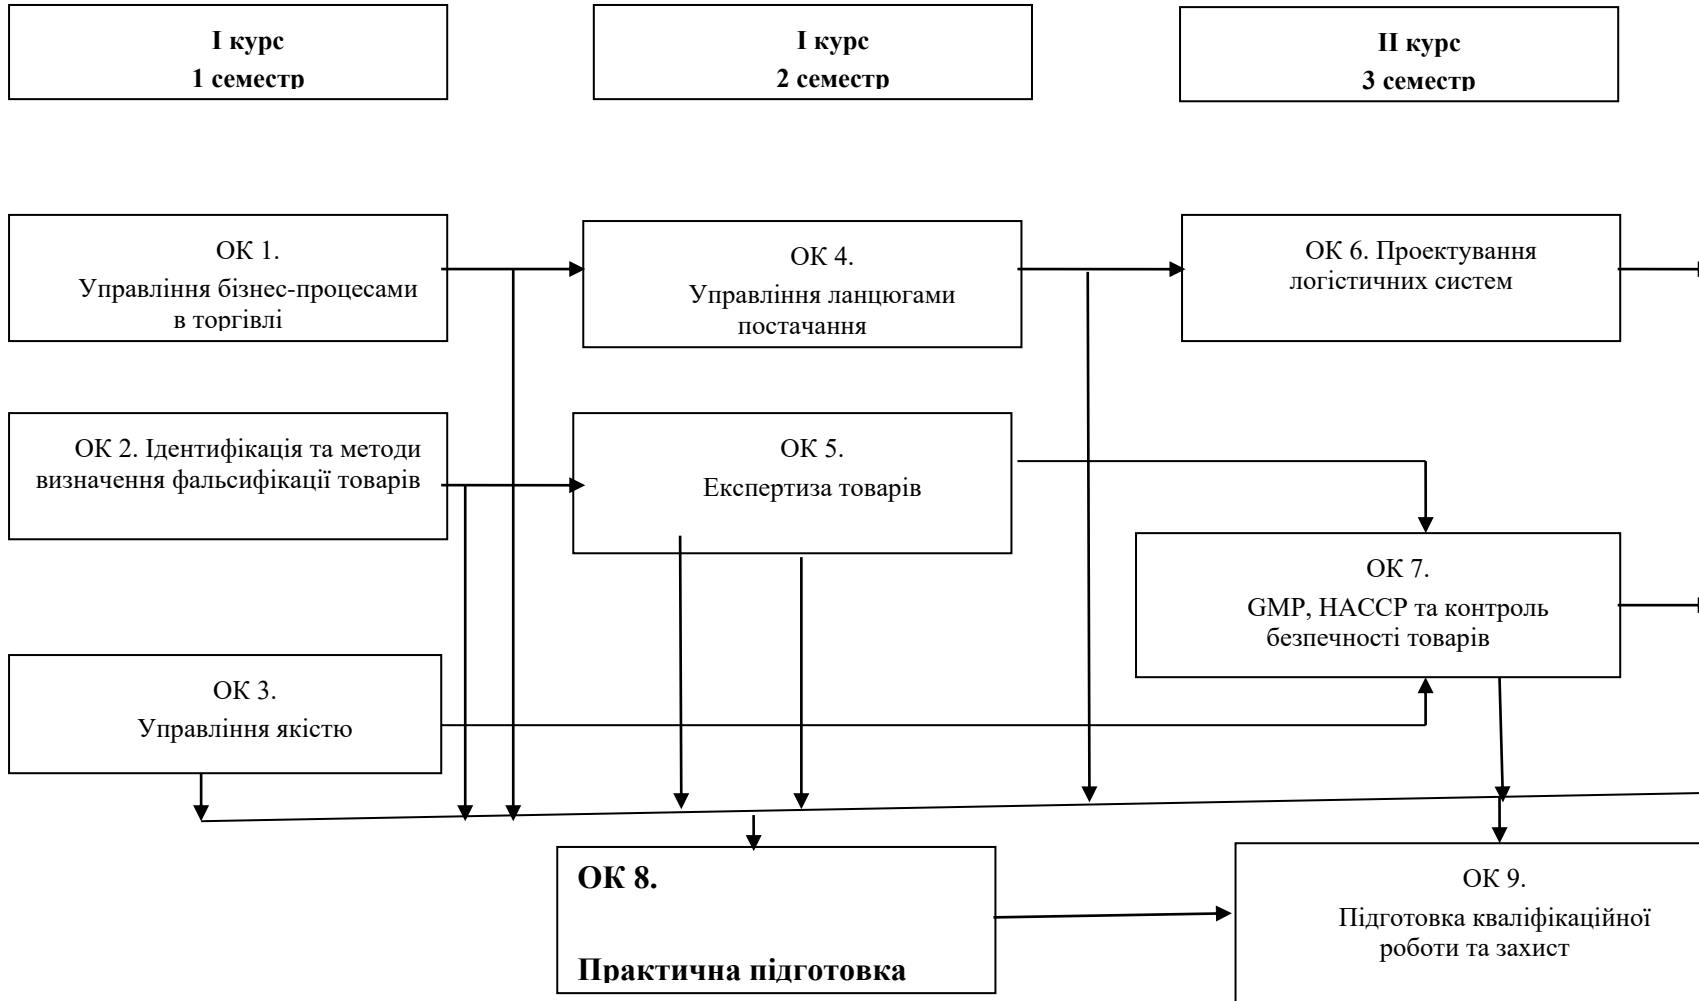 І курс
1 семестр
І курс
2 семестр
ІІ курс
3 семестр
ОК 1.
Управління бізнес-процесами
в торгівлі
ОК 4.
Управління ланцюгами
постачання
ОК 6. Проектування
логістичних систем
ОК 2. Ідентифікація та методи
визначення фальсифікації товарів
ОК 5.
Експертиза товарів
ОК 7.
GMP, НАССР та контроль
безпечності товарів
ОК 3.
Управління якістю
ОК 8.
Практична підготовка
ОК 9.
Підготовка кваліфікаційної
роботи та захист